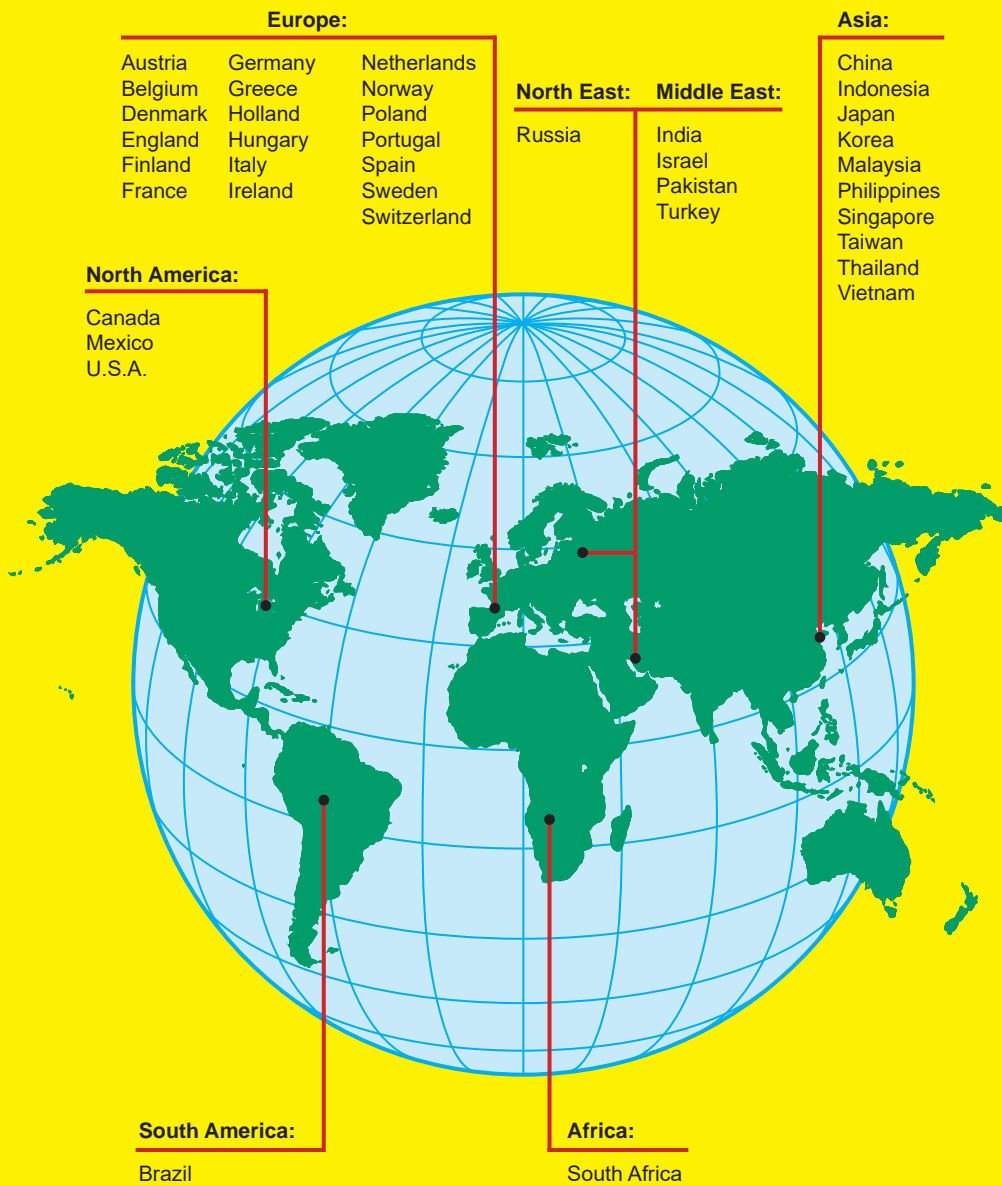 Europe:
Austria
Belgium
Denmark
England
Finland
France
Germany
Greece
Holland
Hungary
Italy
Ireland
Netherlands
Norway
Poland
Portugal
Spain
Sweden
Switzerland
North East:
Russia
Middle East:
India
Israel
Pakistan
Turkey
Asia:
China
Indonesia
Japan
Korea
Malaysia
Philippines
Singapore
Taiwan
Thailand
Vietnam
North America:
Canada
Mexico
U.S.A.
South America:
Brazil
Africa:
South Africa